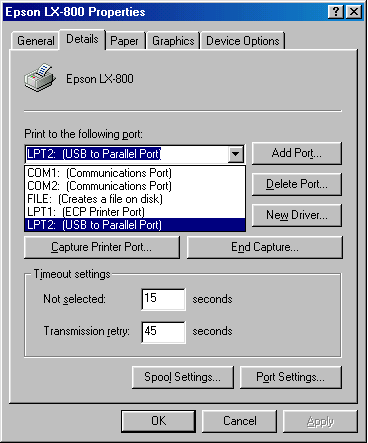 Epson LX-800 Properties
General Details Paper Graphics Device Options
Epson LX-800
Print to the following port:
LPT2: (USB to Parallel Port) Add Port...
COM1: (Communications Port)
COM2: (Communications Port) Delete Port...
FILE: (Creates a file on disk)
LPT1: (ECP Printer Port) New Driver...
LPT2: (USB to Parallel Port)
Capture Printer Port... End Capture...
Timeout settings
Not selected: 15 seconds
Transmission retry: 45 seconds
Spool Settings... Port Settings...
OK Cancel Apply